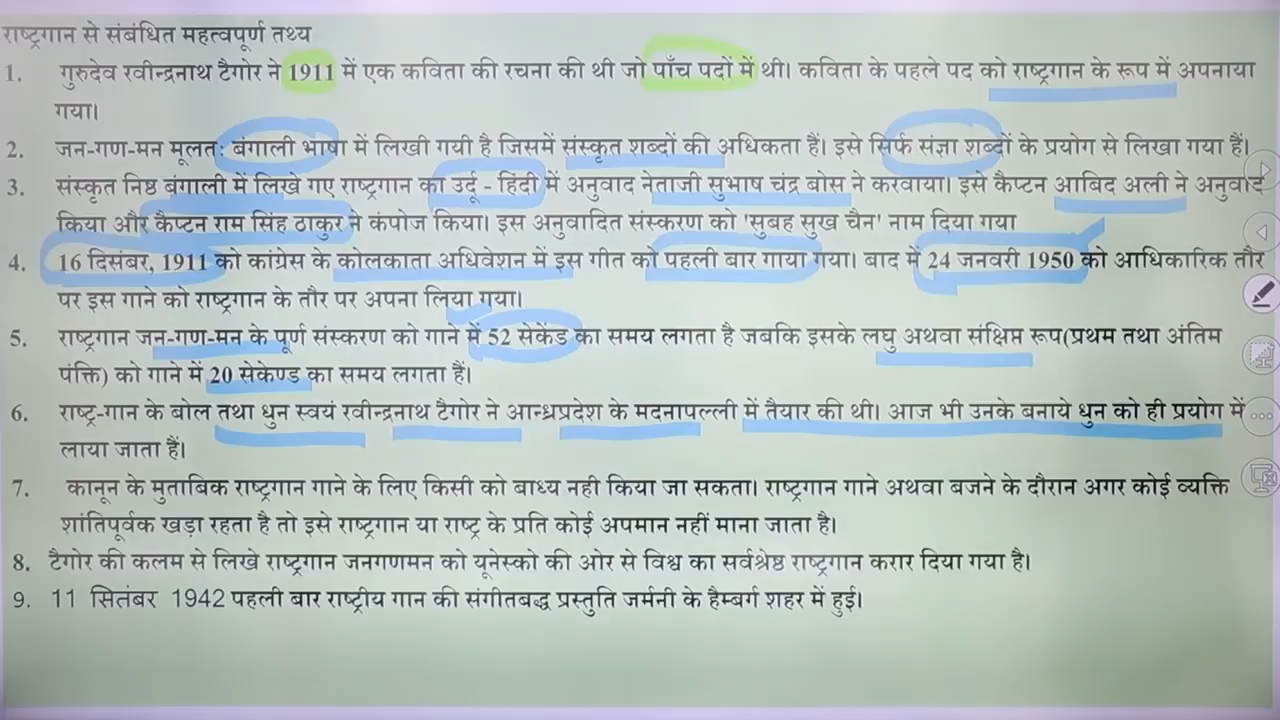 राष्ट्रगान से संबंधित महत्वपूर्ण तथ्य
1. गुरुदेव रवीन्द्रनाथ टैगोर ने 1911 में एक कविता की रचना की थी जो पाँच पदों में थी। कविता के पहले पद को राष्ट्रगान के रूप में अपनाया
गया।
2. जन-गण-मन मूलतः बंगाली भाषा में लिखी गयी है जिसमें संस्कृत शब्दों की अधिकता हैं। इसे सिर्फ संज्ञा शब्दों के प्रयोग से लिखा गया हैं।
3. संस्कृत निष्ठ बंगाली में लिखे गए राष्ट्रगान का उर्दू - हिंदी में अनुवाद नेताजी सुभाष चंद्र बोस ने करवाया। इसे कैप्टन आबिद अली ने अनुवाद
किया और कैप्टन राम सिंह ठाकुर ने कंपोज किया। इस अनुवादित संस्करण को 'सुबह सुख चैन' नाम दिया गया
4. 16 दिसंबर, 1911 को कांग्रेस के कोलकाता अधिवेशन में इस गीत को पहली बार गाया गया। बाद में 24 जनवरी 1950 को आधिकारिक तौर
पर इस गाने को राष्ट्रगान के तौर पर अपना लिया गया।
5. राष्ट्रगान जन-गण-मन के पूर्ण संस्करण को गाने में 52 सेकेंड का समय लगता है जबकि इसके लघु अथवा संक्षिप्त रूप(प्रथम तथा अंतिम
पंक्ति) को गाने में 20 सेकेण्ड का समय लगता हैं।
6. राष्ट्र-गान के बोल तथा धुन स्वयं रवीन्द्रनाथ टैगोर ने आन्ध्रप्रदेश के मदनापल्ली में तैयार की थी। आज भी उनके बनाये धुन को ही प्रयोग में
लाया जाता हैं।
7. कानून के मुताबिक राष्ट्रगान गाने के लिए किसी को बाध्य नही किया जा सकता। राष्ट्रगान गाने अथवा बजने के दौरान अगर कोई व्यक्ति
शांतिपूर्वक खड़ा रहता है तो इसे राष्ट्रगान या राष्ट्र के प्रति कोई अपमान नहीं माना जाता है।
8. टैगोर की कलम से लिखे राष्ट्रगान जनगणमन को यूनेस्को की ओर से विश्व का सर्वश्रेष्ठ राष्ट्रगान करार दिया गया है।
9. 11 सितंबर 1942 पहली बार राष्ट्रीय गान की संगीतबद्ध प्रस्तुति जर्मनी के हैम्बर्ग शहर में हुई।